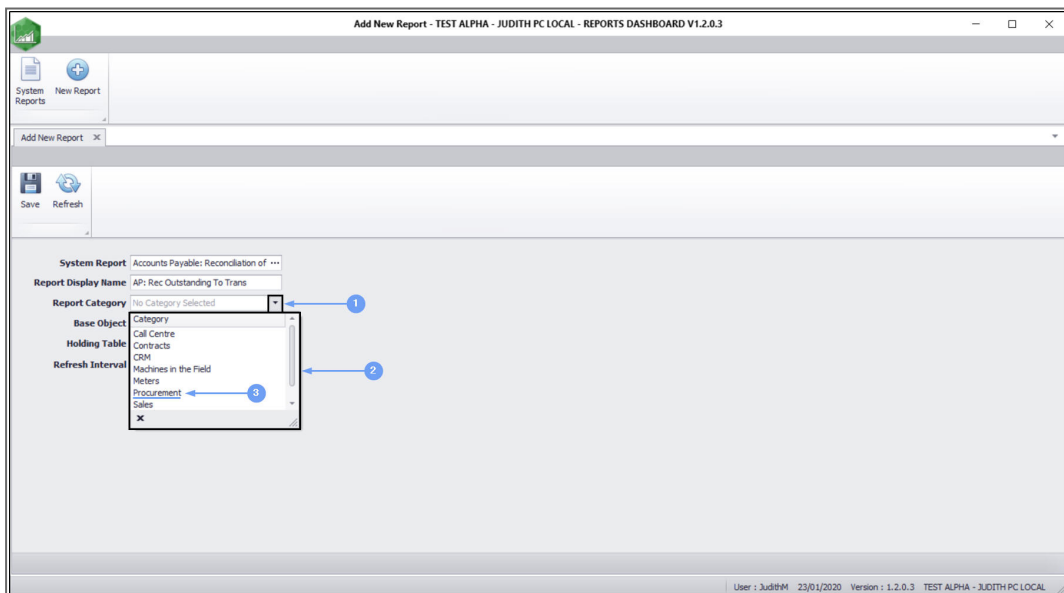 Add New Report - TEST ALPHA - JUDITH PC LOCAL - REPORTS DASHBOARD V1.2.0.3
System Reports
New Report
Add New Report
Save
Refresh
System Report Accounts Payable: Reconciliation of ...
Report Display Name AP: Rec Outstanding To Trans
Report Category No Category Selected
1
Base Object
Category
Call Centre
Holding Table
Contracts
CRM
Refresh Interval
Machines in the Field
2
Meters
Procurement
3
Sales
User : JudithM 23/01/2020 Version : 1.2.0.3 TEST ALPHA - JUDITH PC LOCAL